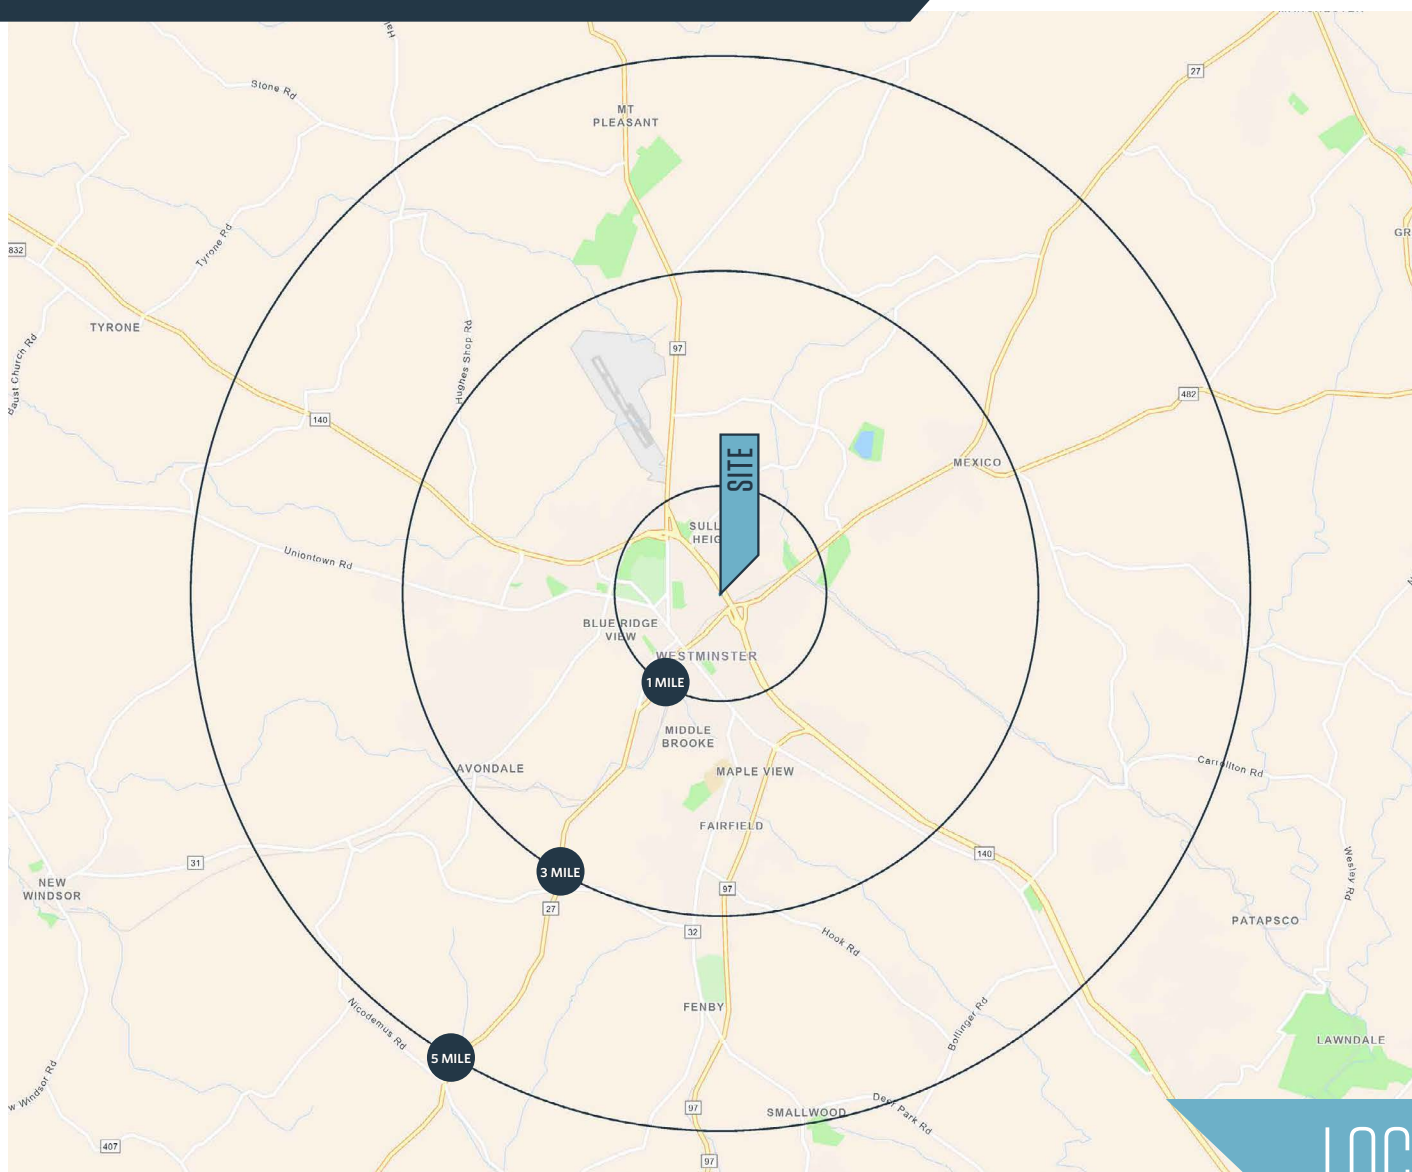 27
Stone Rd
MT
PLEASANT
832
Tyrone Rd
TYRONE
Baust Church Rd
Hughes Shop Rd
97
140
482
SITE
MEXICO
Uniontown Rd
BLUE RIDGE
VIEW
WESTMINSTER
1 MILE
MIDDLE
BROOKE
MAPLE VIEW
AVONDALE
Carrollton Rd
FAIRFIELD
140
31
3 MILE
NEW
WINDSOR
97
27
32
Hook Rd
Wesley Rd
PATAPSCO
FENBY
Nicodemus Rd
Bollinger Rd
5 MILE
LAWNDALE
Windsor Rd
97
SMALLWOOD
Deer Park Rd
407
97